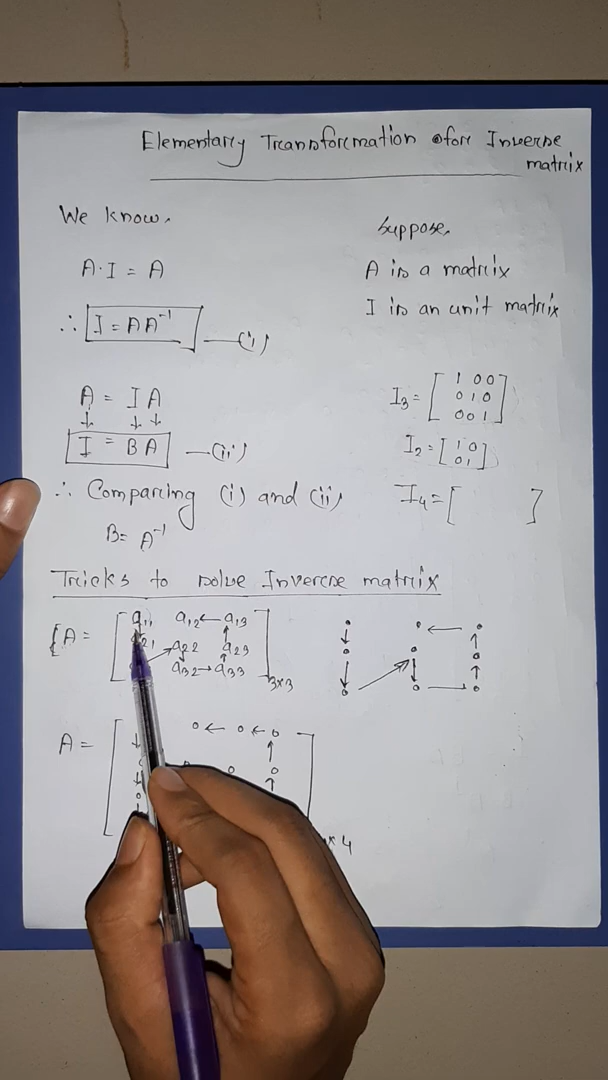 Elementary Transformation for Inverse
matrix
We know,
A·I = A
∴ I = AA⁻¹ —(i)
Suppose,
A is a matrix
I is an unit matrix
A = I A
↓ ↓ ↓
I = B A —(ii)
∴ Comparing (i) and (ii),
B = A⁻¹
I₃ = [ 1 0 0
0 1 0
0 0 1 ]
I₂ = [ 1 0
0 1 ]
I₄ = [ ]
Tricks to solve Inverse matrix
{A = [ a₁₁ a₁₂ ← a₁₃
a₂₁ a₂₂ a₂₃
a₃₂ → a₃₃ ] 3×3
A = [ ↓ o ← o ← o
o o
× 4